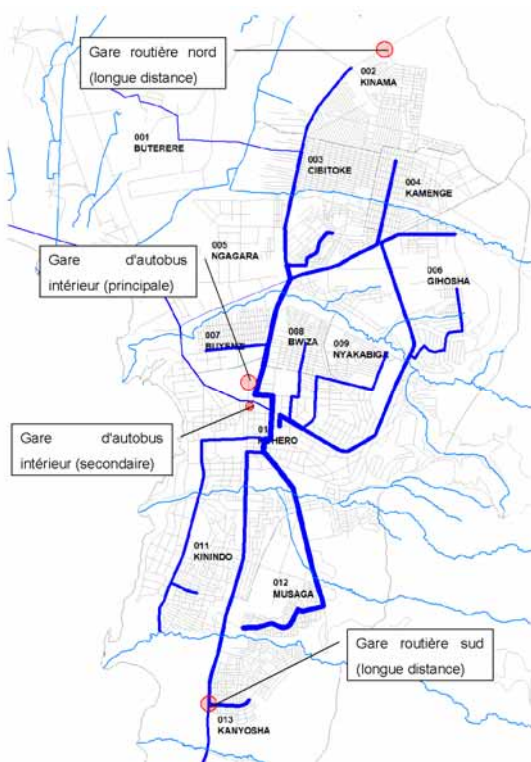 Gare routière nord
(longue distance)
002
KINAMA
001
BUTERERE
003
CIBITOKE
004
KAMENGE
005
NGAGARA
Gare d'autobus
intérieur (principale)
006
GIHOSHA
007
008
BWIZA
009
NYAKABIGA
Gare d'autobus
intérieur (secondaire)
011
KININDO
012
MUSAGA
Gare routière sud
(longue distance)
013
KANYOSHA